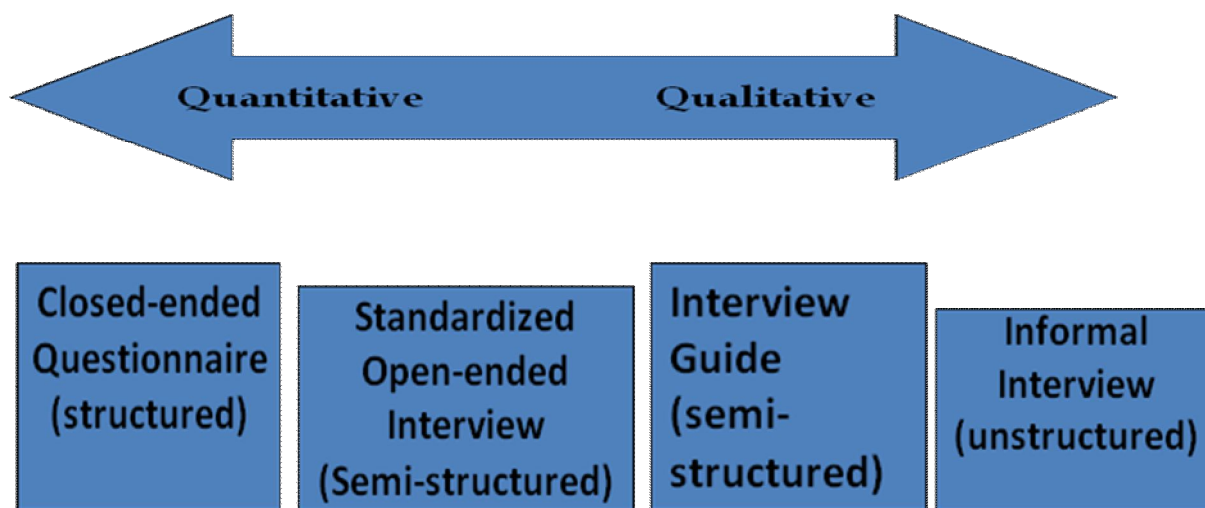 Quantitative Qualitative
Closed-ended
Questionnaire
(structured)
Standardized
Open-ended
Interview
(Semi-structured)
Interview
Guide
(semi-
structured)
Informal
Interview
(unstructured)